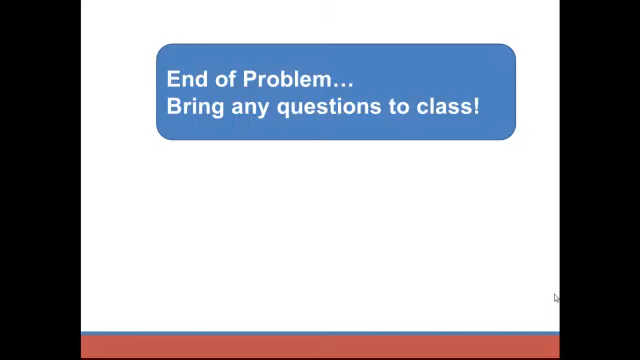 End of Problem…
Bring any questions to class!